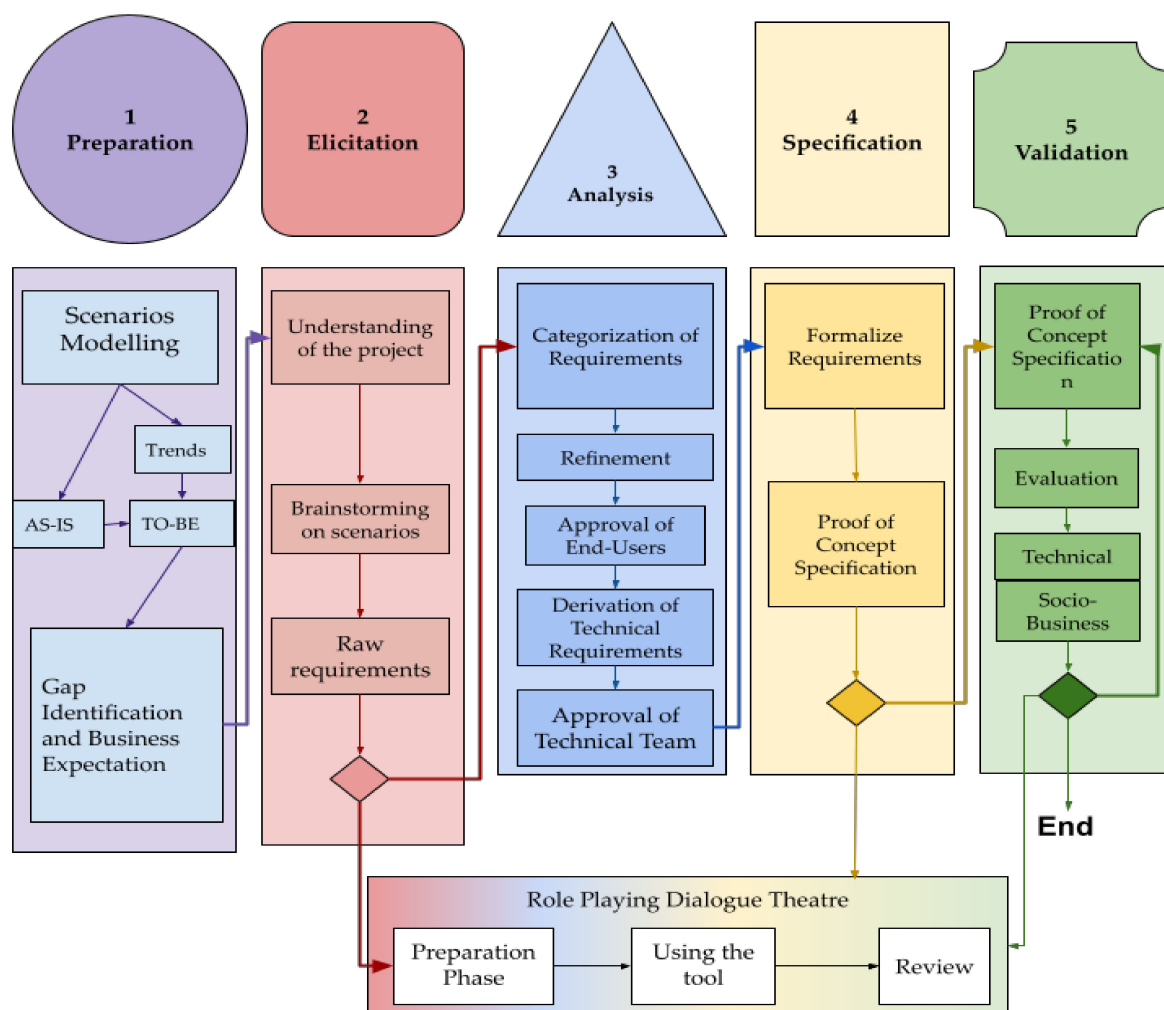 1
Preparation
2
Elicitation
3
Analysis
4
Specification
5
Validation
Scenarios
Modelling
Trends
AS-IS
TO-BE
Gap
Identification
and Business
Expectation
Understanding
of the project
Brainstorming
on scenarios
Raw
requirements
Categorization of
Requirements
Refinement
Approval of
End-Users
Derivation of
Technical
Requirements
Approval of
Technical Team
Formalize
Requirements
Proof of
Concept
Specification
Proof of
Concept
Specificatio
n
Evaluation
Technical
Socio-
Business
End
Role Playing Dialogue Theatre
Preparation
Phase
Using the
tool
Review